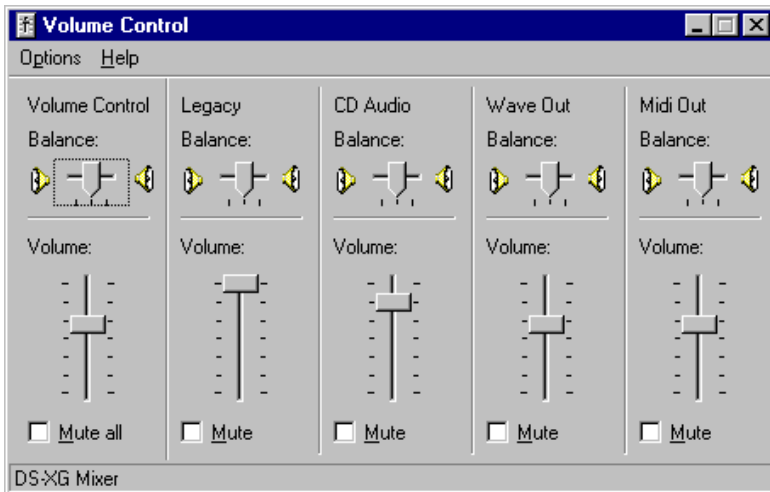 Volume Control
Options Help
Volume Control Legacy CD Audio Wave Out Midi Out
Balance: Balance: Balance: Balance: Balance:
Volume: Volume: Volume: Volume: Volume:
Mute all Mute Mute Mute Mute
DS-XG Mixer